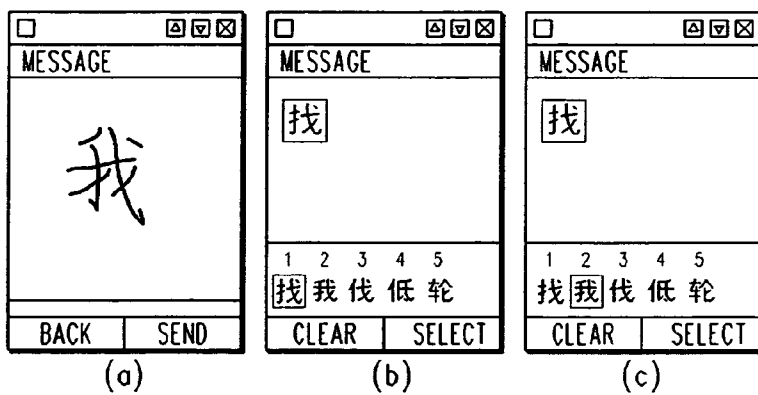 MESSAGE
我
BACK SEND
(a)
MESSAGE
找
1 2 3 4 5
找 我 伐 低 轮
CLEAR SELECT
(b)
MESSAGE
找
1 2 3 4 5
找 我 伐 低 轮
CLEAR SELECT
(c)